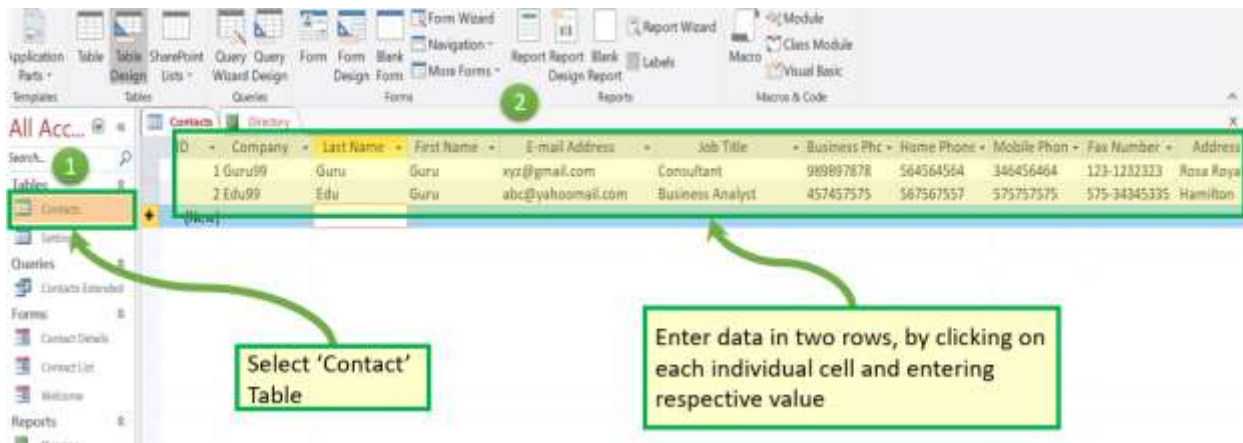 Form Wizard
Report Wizard
Module
Navigation
Class Module
Application Table Table SharePoint Query Query Form Form Blank More Forms Report Report Blank Labels Macro Visual Basic
Parts Design Lists Wizard Design Design Form Design Report
Templates Tables Queries Forms Reports Macros & Code
2
All Acc... Contacts Directory X
Search..
1
ID Company Last Name First Name E-mail Address Job Title Business Phc Home Phone Mobile Phon Fax Number Address
1 Guru99 Guru Guru xyz@gmail.com Consultant 989897878 564564564 346456464 123-1232323 Rosa Roya
2 Edu99 Edu Guru abc@yahoomail.com Business Analyst 457457575 567567557 575757575 575-34345335 Hamilton
(New)
Tables
Contacts
Queries
Contacts Extended
Forms
Contact Details
Contact List
Welcome
Reports
Select ‘Contact’
Table
Enter data in two rows, by clicking on
each individual cell and entering
respective value